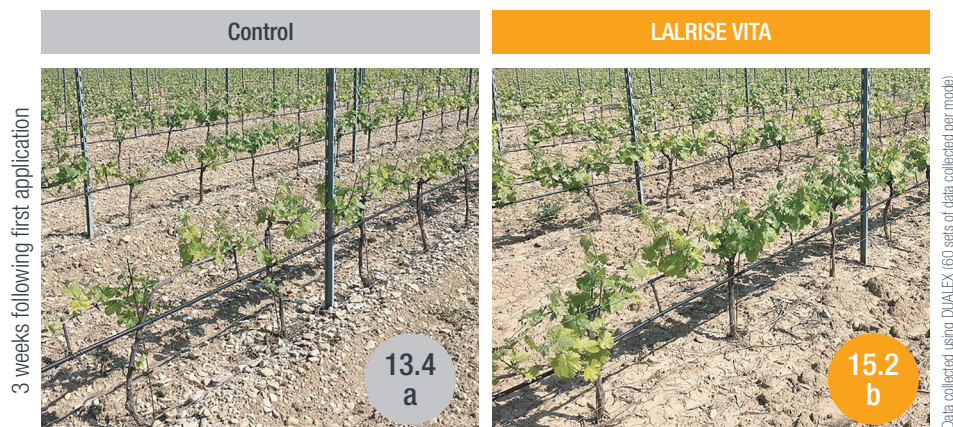 Control
LALRISE VITA
3 weeks following first application
13.4
a
15.2
b
Data collected using DUALEX (60 sets of data collected per mode)